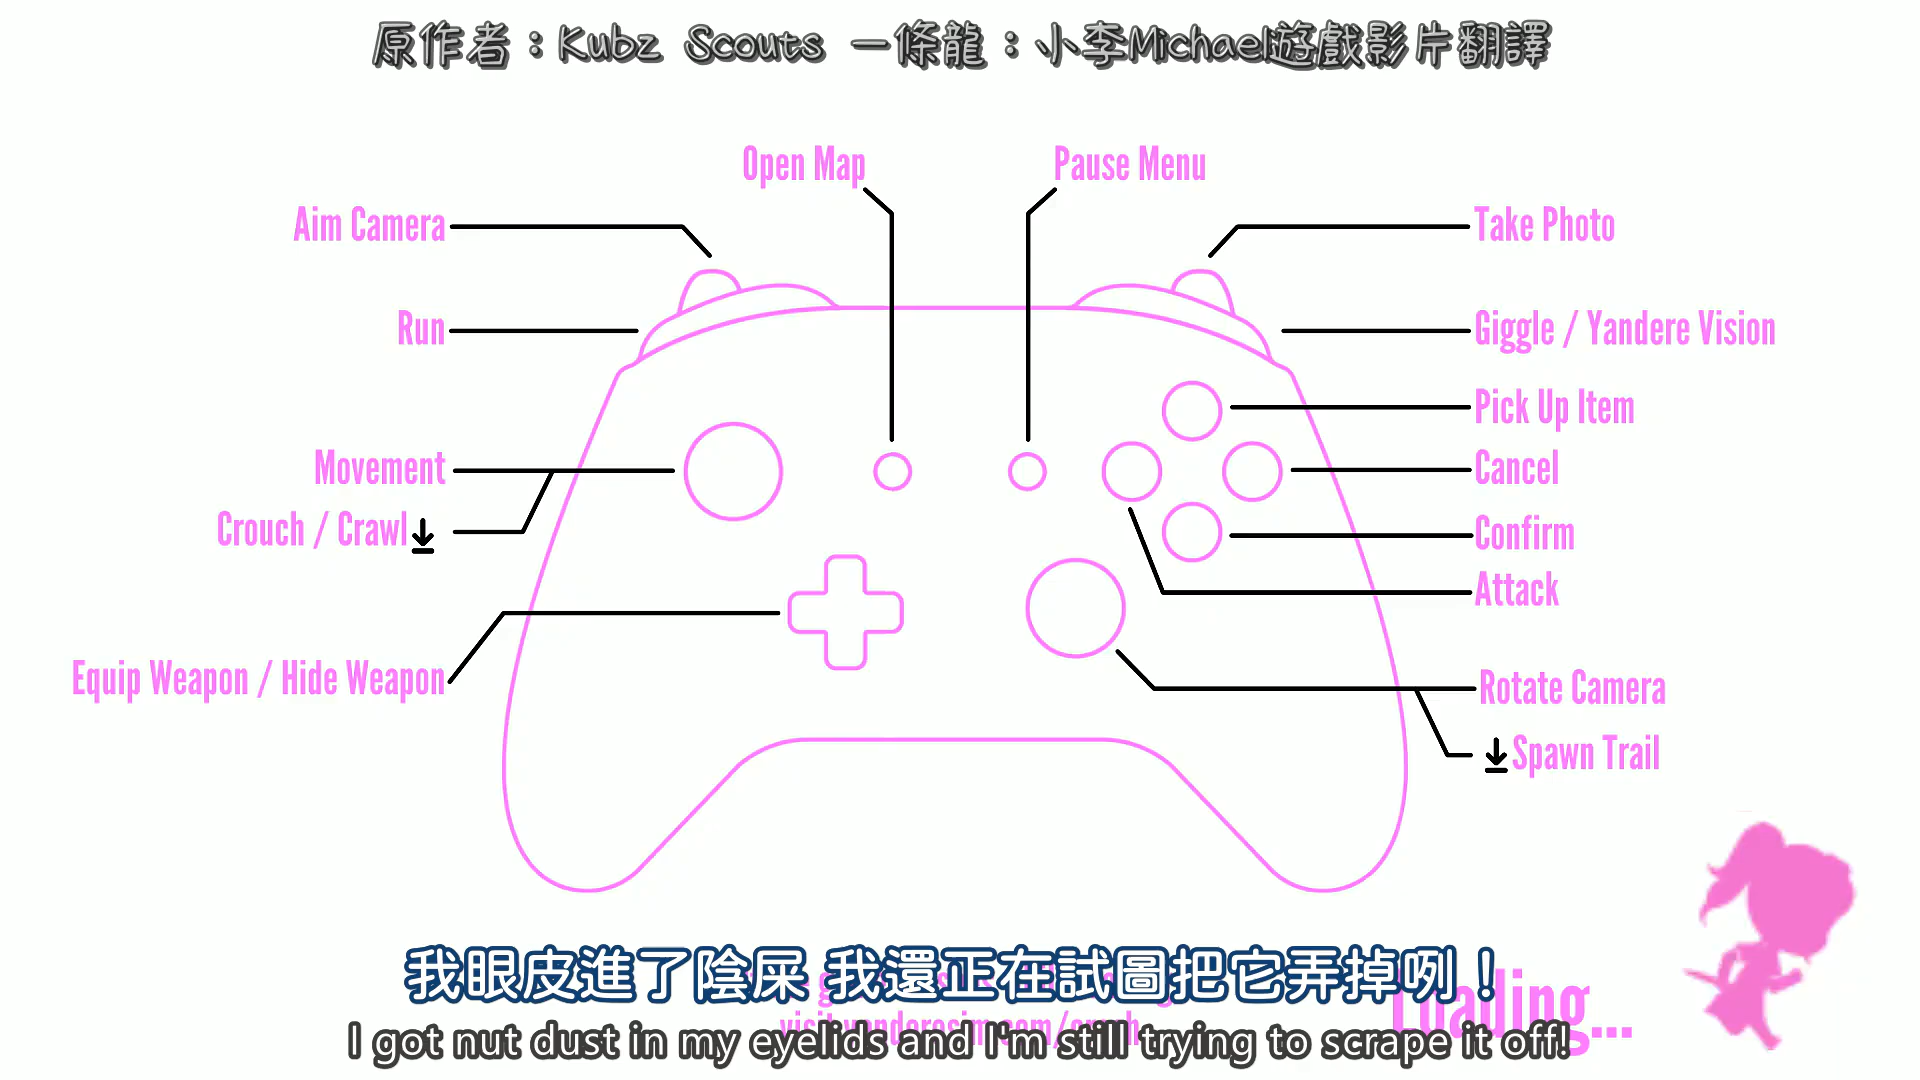 原作者：Kubz Scouts 一條龍：小李Michael遊戲影片翻譯
Open Map
Pause Menu
Aim Camera
Take Photo
Run
Giggle / Yandere Vision
Pick Up Item
Movement
Cancel
Crouch / Crawl
Confirm
Attack
Equip Weapon / Hide Weapon
Rotate Camera
Spawn Trail
我眼皮進了陰屎 我還正在試圖把它弄掉咧！
Loading...
I got nut dust in my eyelids and I'm still trying to scrape it off!